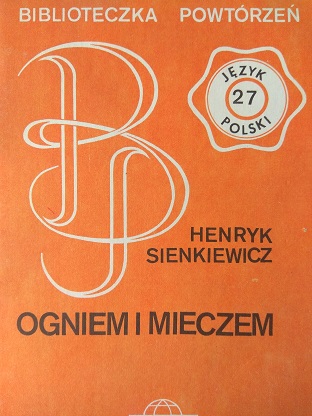 BIBLIOTECZKA POWTÓRZEŃ
JĘZYK
27
POLSKI
HENRYK
SIENKIEWICZ
OGNIEM I MIECZEM